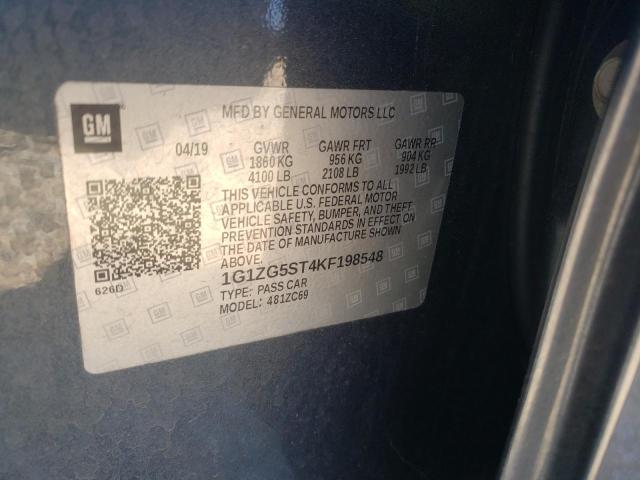 MFD BY GENERAL MOTORS LLC
GM
04/19 GVWR GAWR FRT GAWR RR
1860 KG 956 KG 904 KG
4100 LB 2108 LB 1992 LB
THIS VEHICLE CONFORMS TO ALL
APPLICABLE U.S. FEDERAL MOTOR
VEHICLE SAFETY, BUMPER, AND THEFT
PREVENTION STANDARDS IN EFFECT ON
THE DATE OF MANUFACTURE SHOWN
ABOVE.
1G1ZG5ST4KF198548
TYPE: PASS CAR
MODEL: 481ZC69
626D